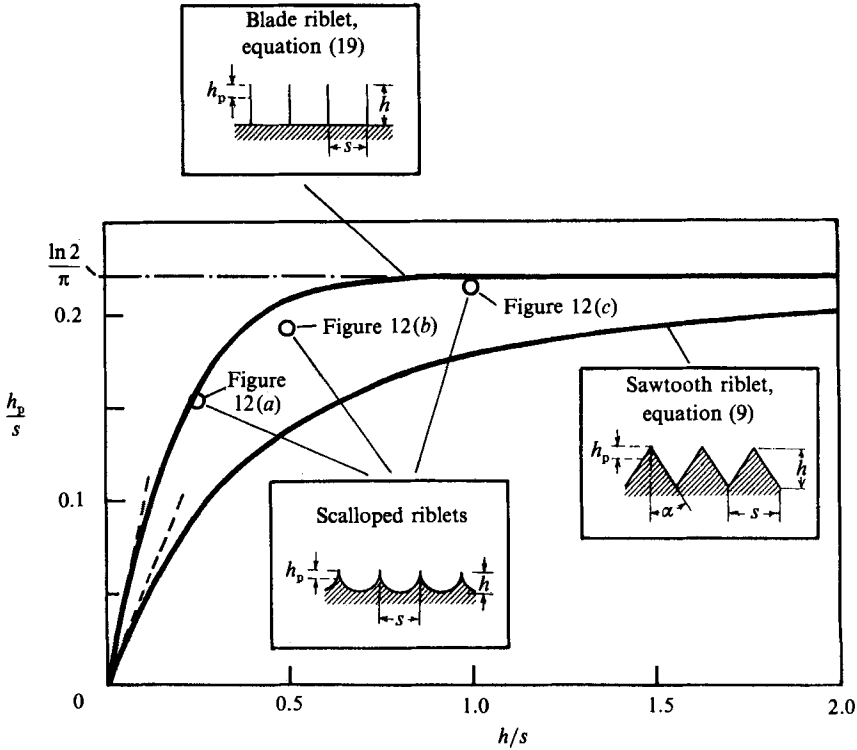 Blade riblet,
equation (19)
h_p
h
s
ln 2
π
0.2
h_p
s
0.1
0
Figure 12(c)
Figure 12(b)
Figure
12(a)
Sawtooth riblet,
equation (9)
h_p
h
α
s
Scalloped riblets
h_p
h
s
0.5
1.0
1.5
2.0
h/s